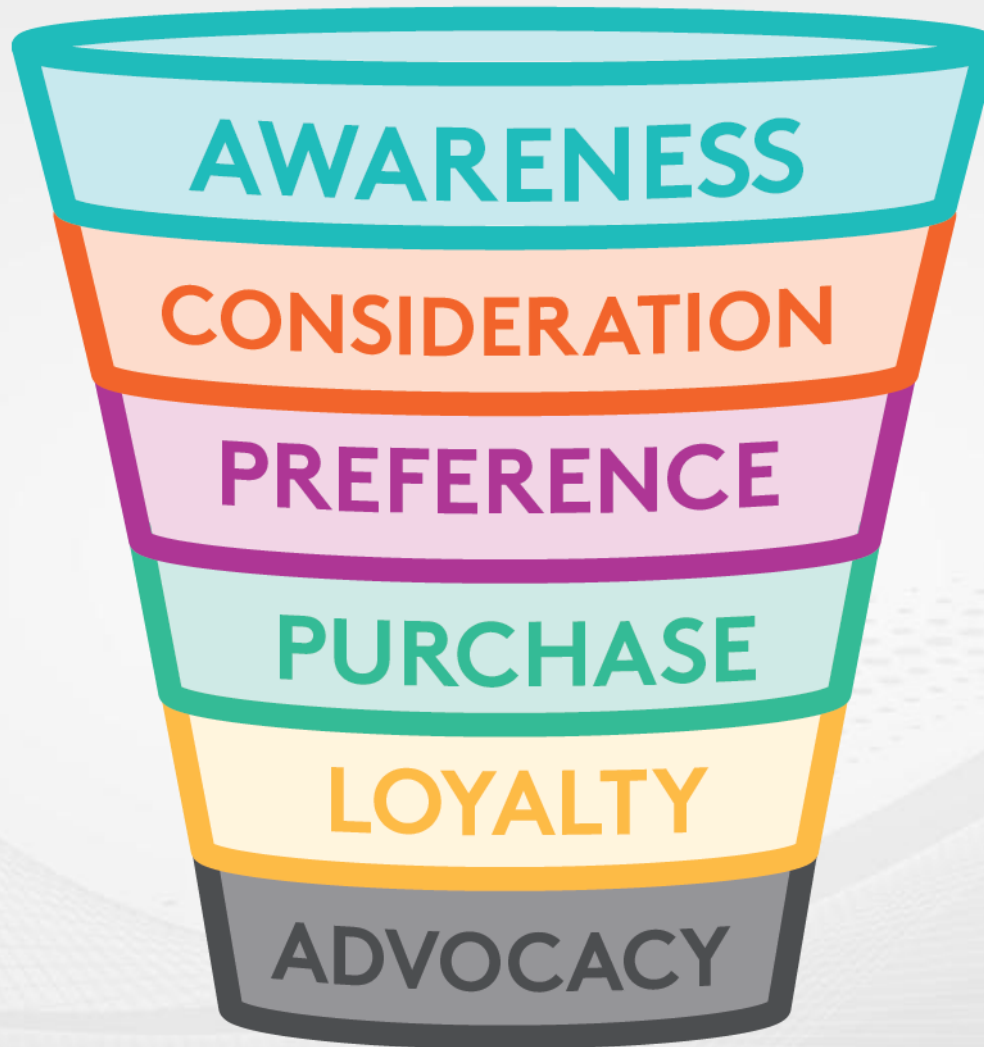 AWARENESS
CONSIDERATION
PREFERENCE
PURCHASE
LOYALTY
ADVOCACY